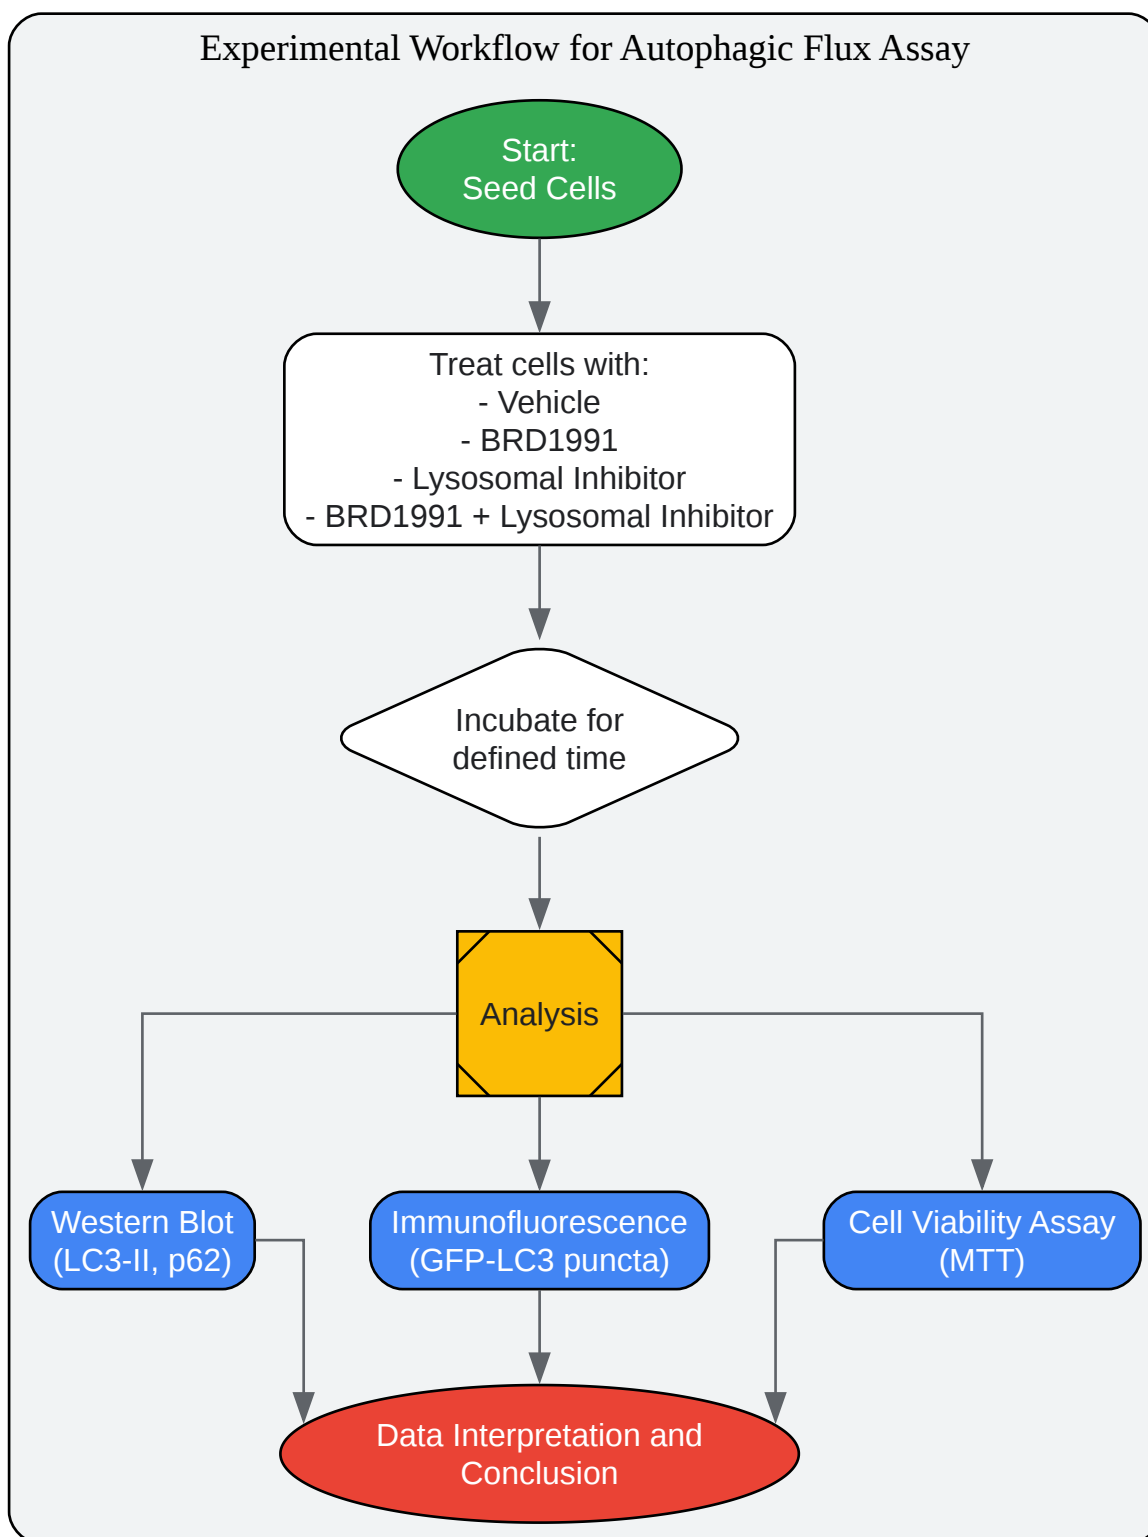 Experimental Workflow for Autophagic Flux Assay
Start:
Seed Cells
Treat cells with:
- Vehicle
- BRD1991
- Lysosomal Inhibitor
- BRD1991 + Lysosomal Inhibitor
Incubate for
defined time
Analysis
Western Blot
(LC3-II, p62)
Immunofluorescence
(GFP-LC3 puncta)
Cell Viability Assay
(MTT)
Data Interpretation and
Conclusion